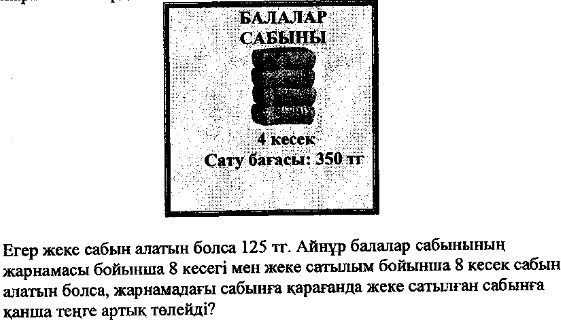 БАЛАЛАР
САБЫНЫ
4 кесек
Сату бағасы: 350 тг
Егер жеке сабын алатын болса 125 тг. Айнұр балалар сабынының
жарнамасы бойынша 8 кесегі мен жеке сатылым бойынша 8 кесек сабын
алатын болса, жарнамадағы сабынға қарағанда жеке сатылған сабынға
қанша теңге артық төлейді?